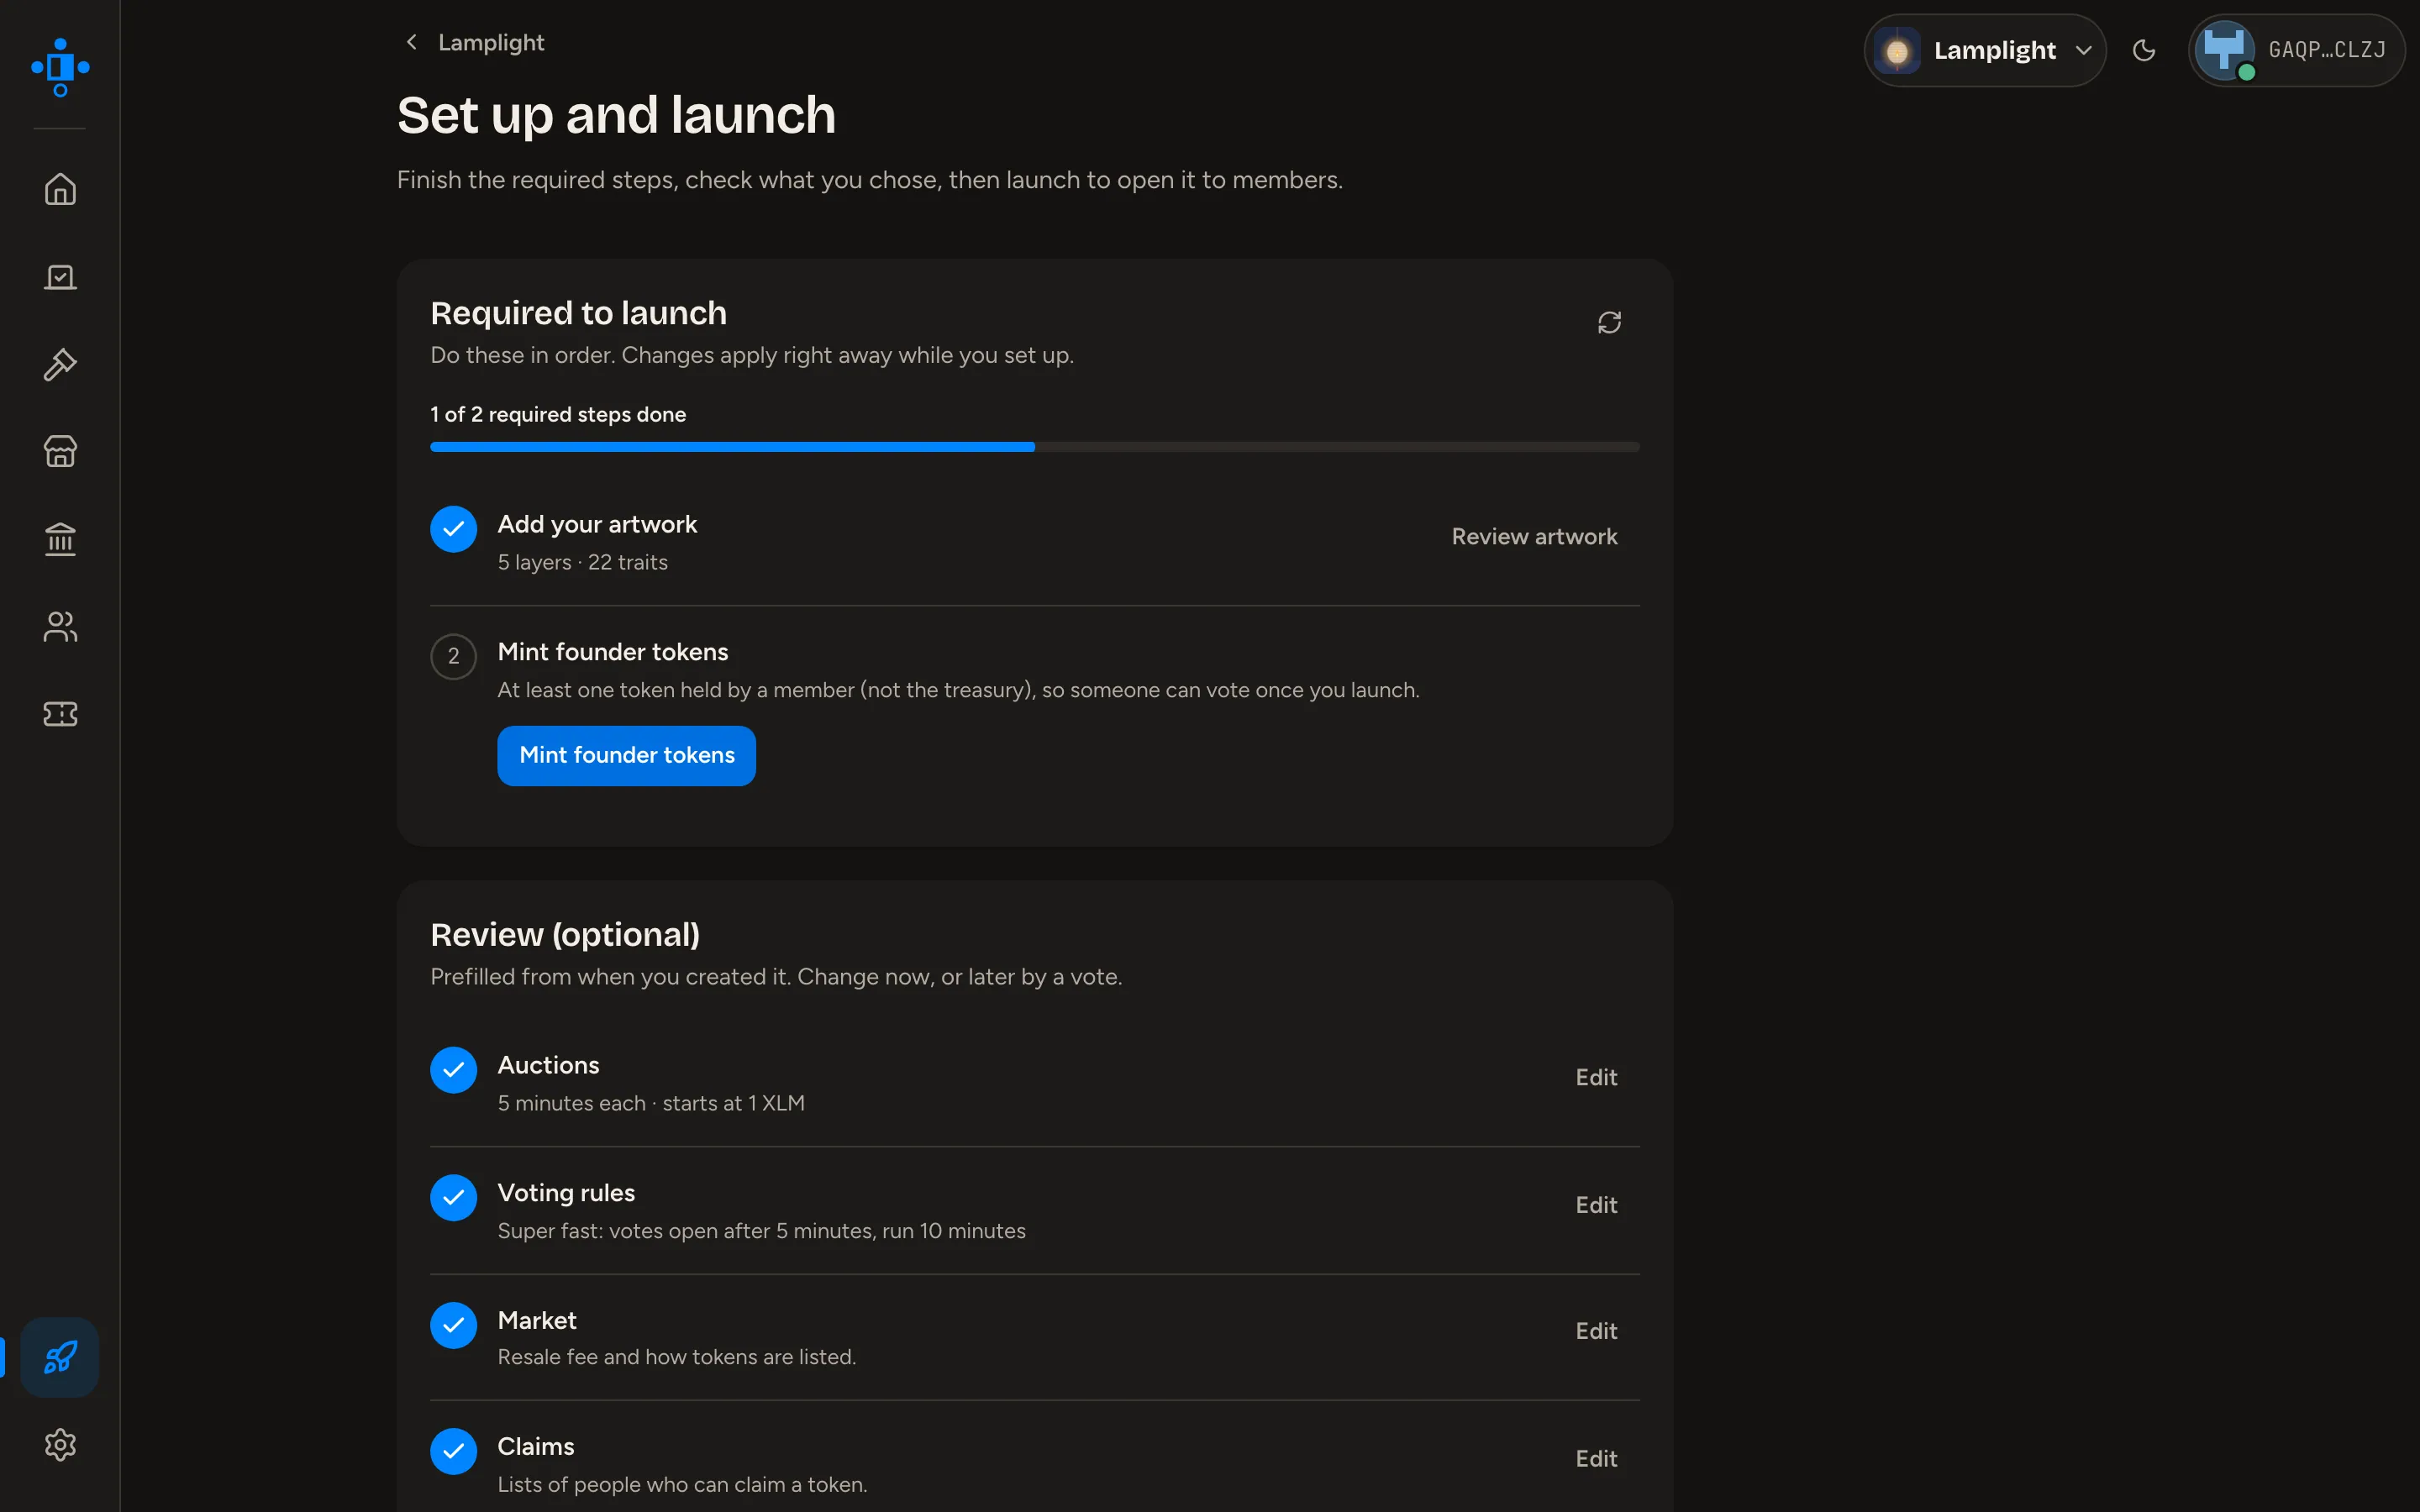 Lamplight
Lamplight
GAQP…CLZJ
Set up and launch
Finish the required steps, check what you chose, then launch to open it to members.
Required to launch
Do these in order. Changes apply right away while you set up.
1 of 2 required steps done
Add your artwork
5 layers · 22 traits
Review artwork
2
Mint founder tokens
At least one token held by a member (not the treasury), so someone can vote once you launch.
Mint founder tokens
Review (optional)
Prefilled from when you created it. Change now, or later by a vote.
Auctions
5 minutes each · starts at 1 XLM
Edit
Voting rules
Super fast: votes open after 5 minutes, run 10 minutes
Edit
Market
Resale fee and how tokens are listed.
Edit
Claims
Lists of people who can claim a token.
Edit